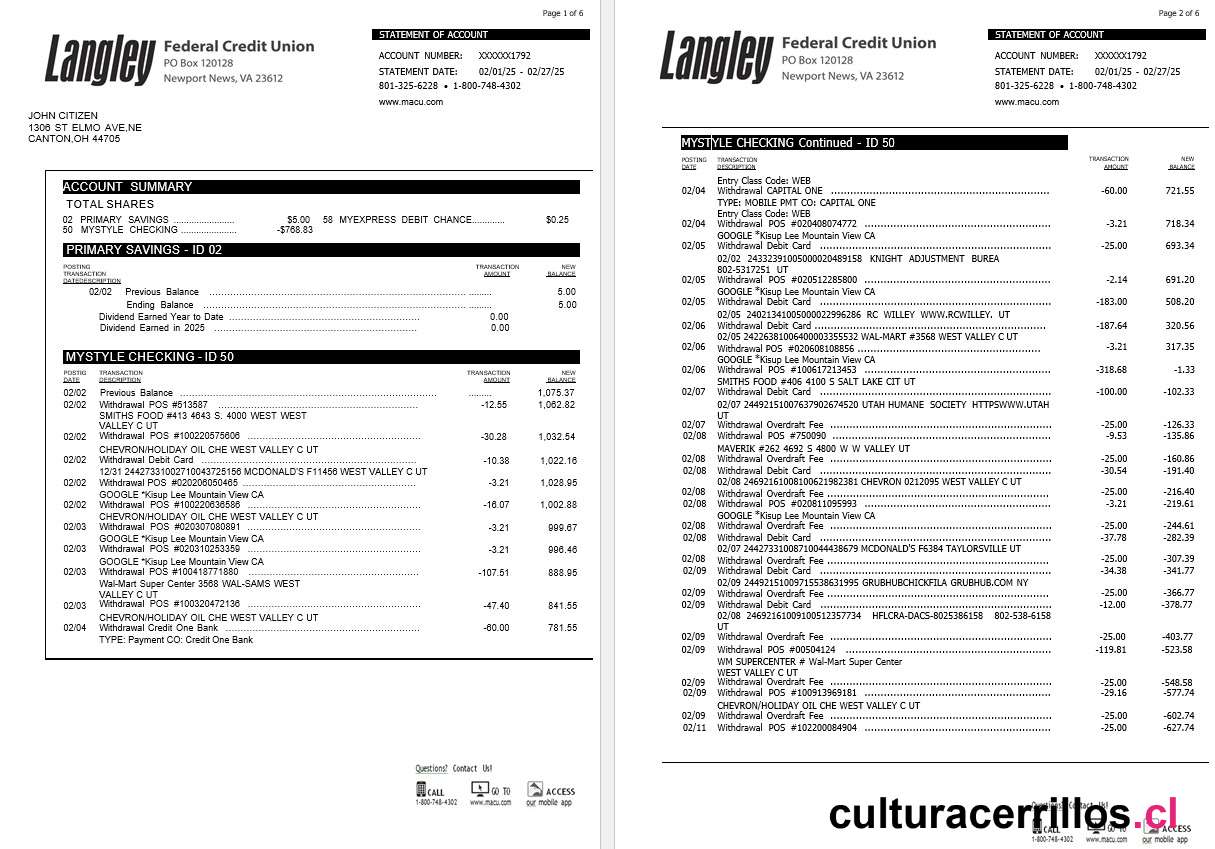 Page 1 of 6
Langley Federal Credit Union
PO Box 120128
Newport News, VA 23612
STATEMENT OF ACCOUNT
ACCOUNT NUMBER: XXXXXX1792
STATEMENT DATE: 02/01/25 - 02/27/25
801-325-6228 • 1-800-748-4302
www.macu.com
JOHN CITIZEN
1306 ST ELMO AVE,NE
CANTON,OH 44705
ACCOUNT SUMMARY
TOTAL SHARES
02 PRIMARY SAVINGS ...................... $5.00 58 MYEXPRESS DEBIT CHANCE............ $0.25
50 MYSTYLE CHECKING .................... -$768.83
PRIMARY SAVINGS - ID 02
POSTING
TRANSACTION TRANSACTION NEW
DATEDESCRIPTION AMOUNT BALANCE
02/02 Previous Balance ........ 5.00
Ending Balance ........ 5.00
Dividend Earned Year to Date ........ 0.00
Dividend Earned in 2025 ........ 0.00
MYSTYLE CHECKING - ID 50
POSTIG TRANSACTION TRANSACTION NEW
DATE DESCRIPTION AMOUNT BALANCE
02/02 Previous Balance ........ 1,075.37
02/02 Withdrawal POS #513587 ........ -12.55 1,062.82
SMITHS FOOD #413 4643 S. 4000 WEST WEST
VALLEY C UT
02/02 Withdrawal POS #100220575606 ........ -30.28 1,032.54
CHEVRON/HOLIDAY OIL CHE WEST VALLEY C UT
02/02 Withdrawal Debit Card ........ -10.38 1,022.16
12/31 24427331002710043725156 MCDONALD'S F11456 WEST VALLEY C UT
02/02 Withdrawal POS #020206050465 ........ -3.21 1,028.95
GOOGLE *Kisup Lee Mountain View CA
02/02 Withdrawal POS #100220636586 ........ -16.07 1,002.88
CHEVRON/HOLIDAY OIL CHE WEST VALLEY C UT
02/03 Withdrawal POS #020307080891 ........ -3.21 999.67
GOOGLE *Kisup Lee Mountain View CA
02/03 Withdrawal POS #020310253359 ........ -3.21 996.46
GOOGLE *Kisup Lee Mountain View CA
02/03 Withdrawal POS #100418771880 ........ -107.51 888.95
Wal-Mart Super Center 3568 WAL-SAMS WEST
VALLEY C UT
02/03 Withdrawal POS #100320472136 ........ -47.40 841.55
CHEVRON/HOLIDAY OIL CHE WEST VALLEY C UT
02/04 Withdrawal Credit One Bank ........ -60.00 781.55
TYPE: Payment CO: Credit One Bank
Questions? Contact Us!
CALL GO TO ACCESS
1-800-748-4302 www.macu.com our mobile app
Page 2 of 6
Langley Federal Credit Union
PO Box 120128
Newport News, VA 23612
STATEMENT OF ACCOUNT
ACCOUNT NUMBER: XXXXXX1792
STATEMENT DATE: 02/01/25 - 02/27/25
801-325-6228 • 1-800-748-4302
www.macu.com
MYSTYLE CHECKING Continued - ID 50
POSTING TRANSACTION TRANSACTION NEW
DATE DESCRIPTION AMOUNT BALANCE
Entry Class Code: WEB
02/04 Withdrawal CAPITAL ONE ........ -60.00 721.55
TYPE: MOBILE PMT CO: CAPITAL ONE
Entry Class Code: WEB
02/04 Withdrawal POS #020408074772 ........ -3.21 718.34
GOOGLE *Kisup Lee Mountain View CA
02/05 Withdrawal Debit Card ........ -25.00 693.34
02/02 24332391005000020489158 KNIGHT ADJUSTMENT BUREA
802-5317251 UT
02/05 Withdrawal POS #020512285800 ........ -2.14 691.20
GOOGLE *Kisup Lee Mountain View CA
02/05 Withdrawal Debit Card ........ -183.00 508.20
02/05 24021341005000022996286 RC WILLEY WWW.RCWILLEY. UT
02/06 Withdrawal Debit Card ........ -187.64 320.56
02/05 24226381006400003355532 WAL-MART #3568 WEST VALLEY C UT
02/06 Withdrawal POS #020608108856 ........ -3.21 317.35
GOOGLE *Kisup Lee Mountain View CA
02/06 Withdrawal POS #100617213453 ........ -318.68 -1.33
SMITHS FOOD #406 4100 S SALT LAKE CIT UT
02/07 Withdrawal Debit Card ........ -100.00 -102.33
02/07 24492151007637902674520 UTAH HUMANE SOCIETY HTTPSWWW.UTAH
UT
02/07 Withdrawal Overdraft Fee ........ -25.00 -126.33
02/08 Withdrawal POS #750090 ........ -9.53 -135.86
MAVERIK #262 4692 S 4800 W W VALLEY UT
02/08 Withdrawal Overdraft Fee ........ -25.00 -160.86
02/08 Withdrawal Debit Card ........ -30.54 -191.40
02/08 24692161008100621982381 CHEVRON 0212095 WEST VALLEY C UT
02/08 Withdrawal Overdraft Fee ........ -25.00 -216.40
02/08 Withdrawal POS #020811095993 ........ -3.21 -219.61
GOOGLE *Kisup Lee Mountain View CA
02/08 Withdrawal Overdraft Fee ........ -25.00 -244.61
02/08 Withdrawal Debit Card ........ -37.78 -282.39
02/07 24427331008710044438679 MCDONALD'S F6384 TAYLORSVILLE UT
02/08 Withdrawal Overdraft Fee ........ -25.00 -307.39
02/09 Withdrawal Debit Card ........ -34.38 -341.77
02/09 24492151009715538631995 GRUBHUBCHICKFILA GRUBHUB.COM NY
02/09 Withdrawal Overdraft Fee ........ -25.00 -366.77
02/09 Withdrawal Debit Card ........ -12.00 -378.77
02/08 24692161009100512357734 HFLCRA-DACS-8025386158 802-538-6158
UT
02/09 Withdrawal Overdraft Fee ........ -25.00 -403.77
02/09 Withdrawal POS #00504124 ........ -119.81 -523.58
WM SUPERCENTER # Wal-Mart Super Center
WEST VALLEY C UT
02/09 Withdrawal Overdraft Fee ........ -25.00 -548.58
02/09 Withdrawal POS #100913969181 ........ -29.16 -577.74
CHEVRON/HOLIDAY OIL CHE WEST VALLEY C UT
02/09 Withdrawal Overdraft Fee ........ -25.00 -602.74
02/11 Withdrawal POS #102200084904 ........ -25.00 -627.74
Questions? Contact Us!
culturacerrillos.cl
CALL GO TO ACCESS
1-800-748-4302 www.macu.com our mobile app